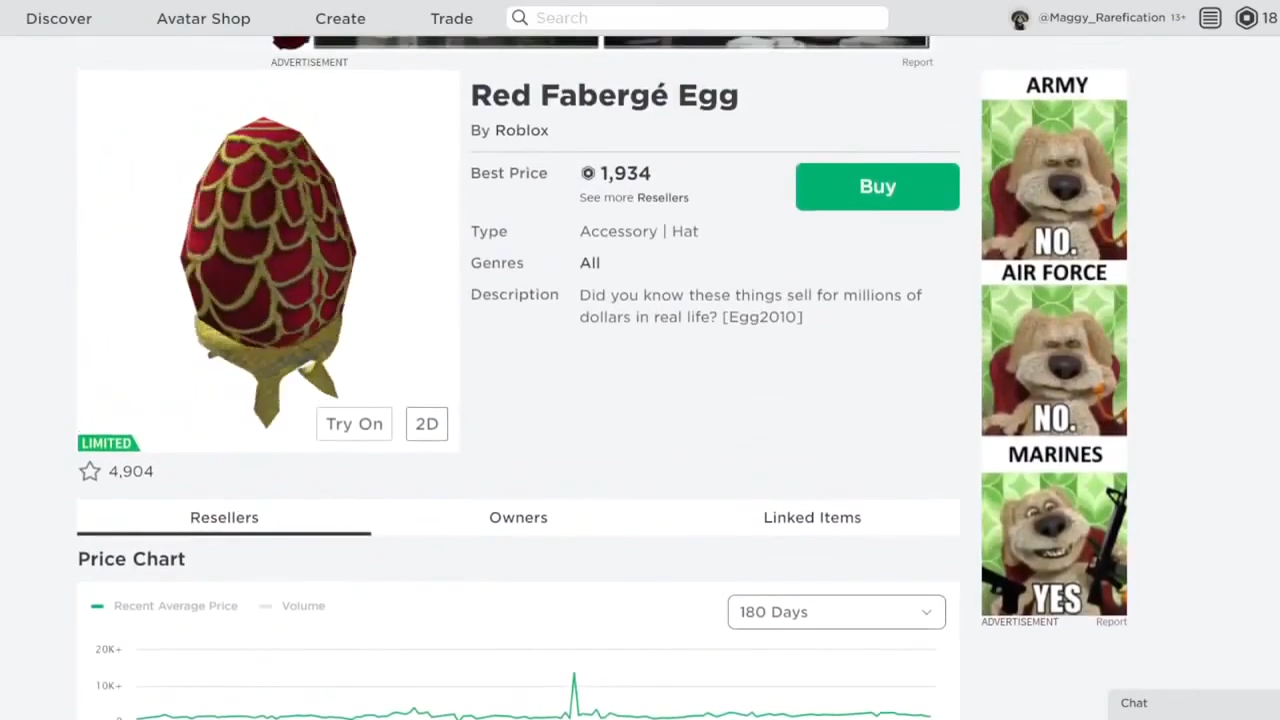 Discover Avatar Shop Create Trade Search @Maggy_Rarefication 13+ 18
ADVERTISEMENT Report
Red Fabergé Egg
By Roblox
Best Price 1,934
See more Resellers
Buy
Type Accessory | Hat
Genres All
Description Did you know these things sell for millions of
dollars in real life? [Egg2010]
Try On 2D
LIMITED
4,904
Resellers Owners Linked Items
Price Chart
Recent Average Price Volume
180 Days
20K+
10K+
0
ARMY
NO.
AIR FORCE
NO.
MARINES
YES
ADVERTISEMENT Report
Chat